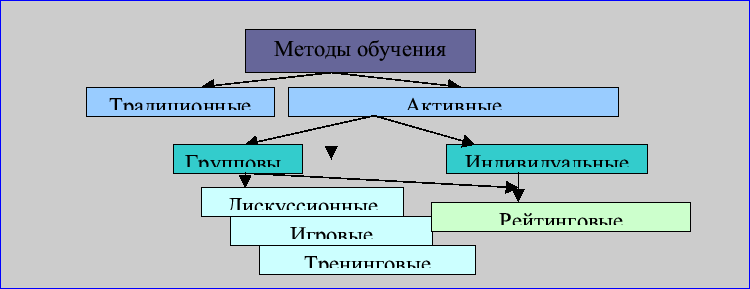 Методы обучения
Традиционные
Активные
Групповы
Индивидуальные
Дискуссионные
Рейтинговые
Игровые
Тренинговые